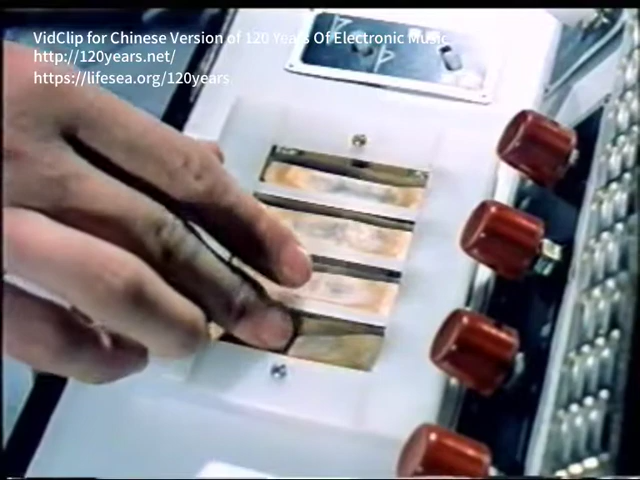 VidClip for Chinese Version of 120 Years Of Electronic Music
http://120years.net/
https://lifesea.org/120years